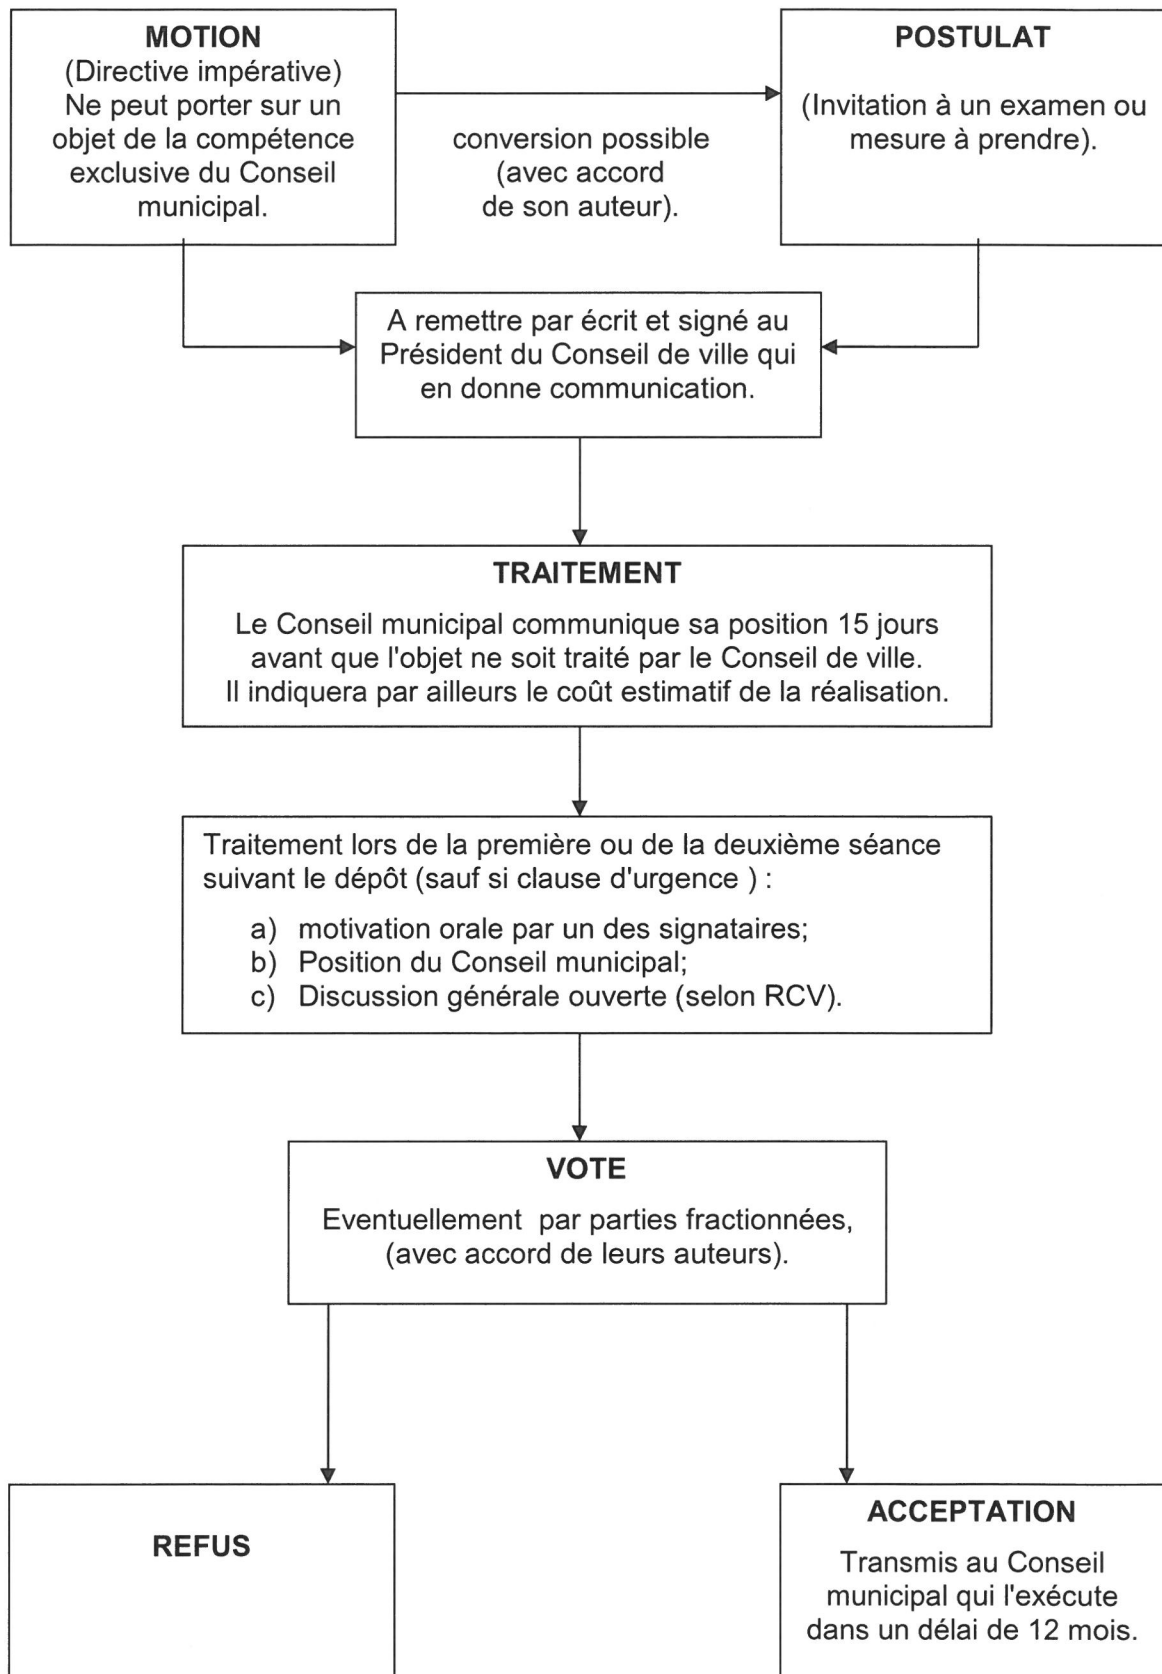 MOTION
(Directive impérative)
Ne peut porter sur un
objet de la compétence
exclusive du Conseil
municipal.
conversion possible
(avec accord
de son auteur).
POSTULAT
(Invitation à un examen ou
mesure à prendre).
A remettre par écrit et signé au
Président du Conseil de ville qui
en donne communication.
TRAITEMENT
Le Conseil municipal communique sa position 15 jours
avant que l'objet ne soit traité par le Conseil de ville.
Il indiquera par ailleurs le coût estimatif de la réalisation.
Traitement lors de la première ou de la deuxième séance
suivant le dépôt (sauf si clause d'urgence ) :
a) motivation orale par un des signataires;
b) Position du Conseil municipal;
c) Discussion générale ouverte (selon RCV).
VOTE
Eventuellement par parties fractionnées,
(avec accord de leurs auteurs).
REFUS
ACCEPTATION
Transmis au Conseil
municipal qui l'exécute
dans un délai de 12 mois.